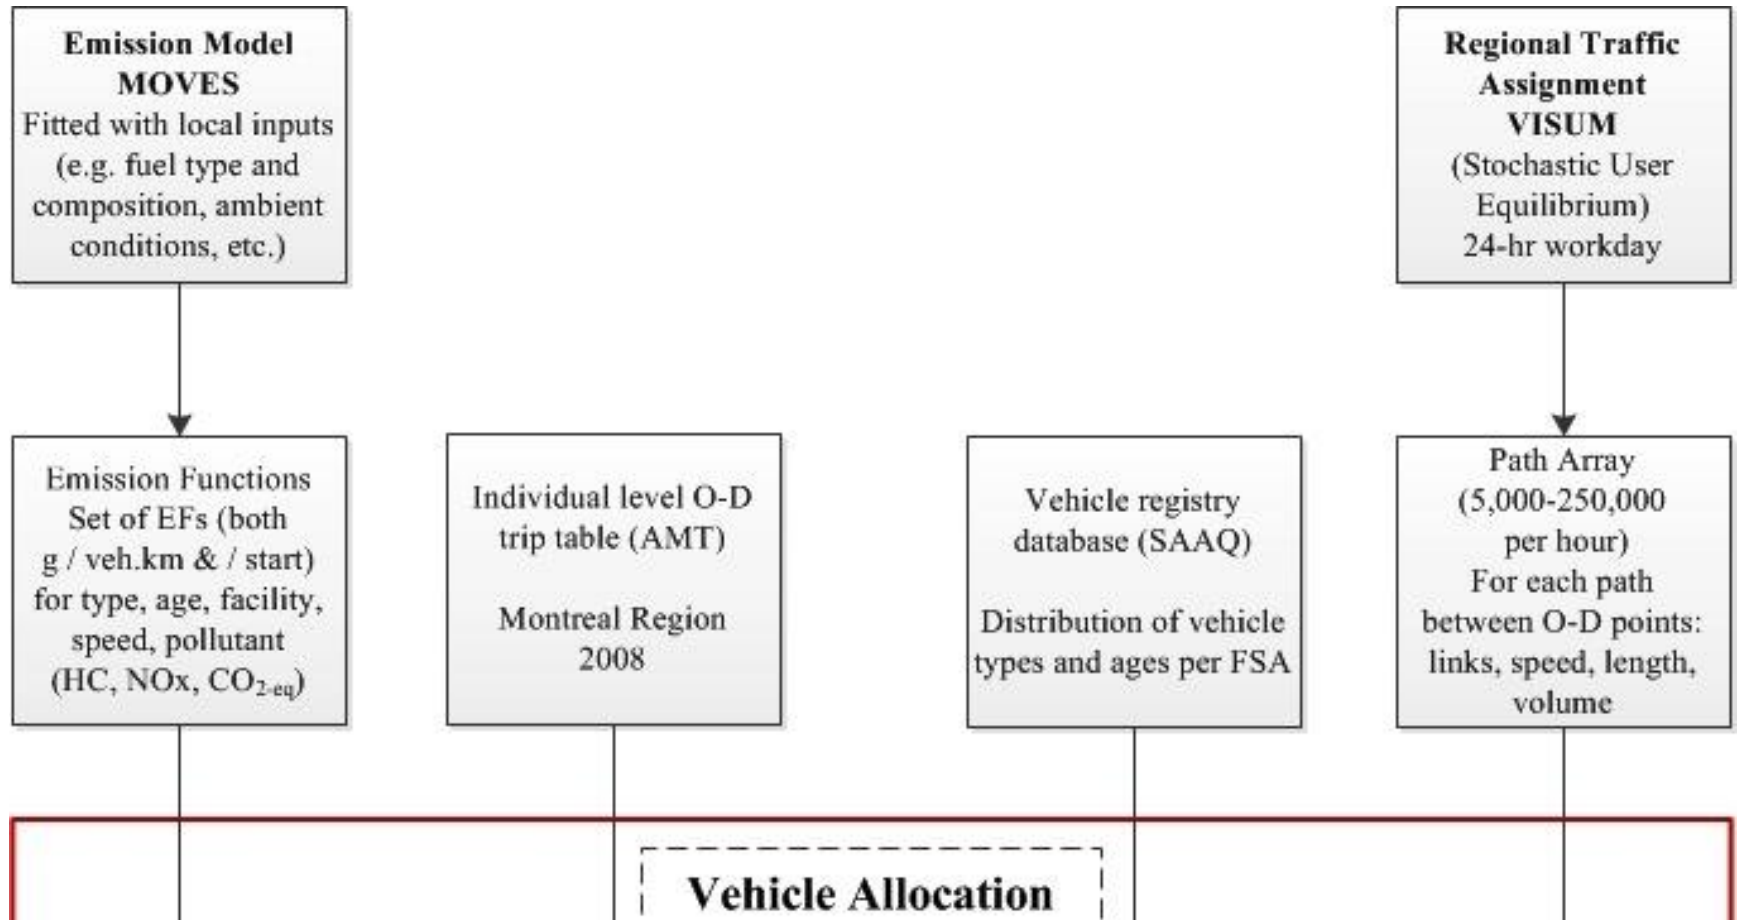 Emission Model
MOVES
Fitted with local inputs
(e.g. fuel type and
composition, ambient
conditions, etc.)
Regional Traffic
Assignment
VISUM
(Stochastic User
Equilibrium)
24-hr workday
Emission Functions
Set of EFs (both
g / veh.km & / start)
for type, age, facility,
speed, pollutant
(HC, NOx, CO2-eq)
Individual level O-D
trip table (AMT)
Montreal Region
2008
Vehicle registry
database (SAAQ)
Distribution of vehicle
types and ages per FSA
Path Array
(5,000-250,000
per hour)
For each path
between O-D points:
links, speed, length,
volume
Vehicle Allocation